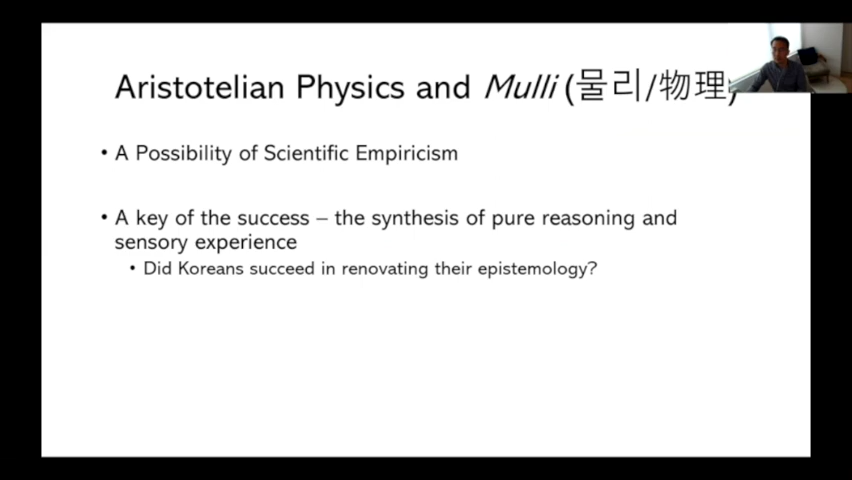 Aristotelian Physics and Mulli (물리/物理)
• A Possibility of Scientific Empiricism
• A key of the success – the synthesis of pure reasoning and
sensory experience
• Did Koreans succeed in renovating their epistemology?